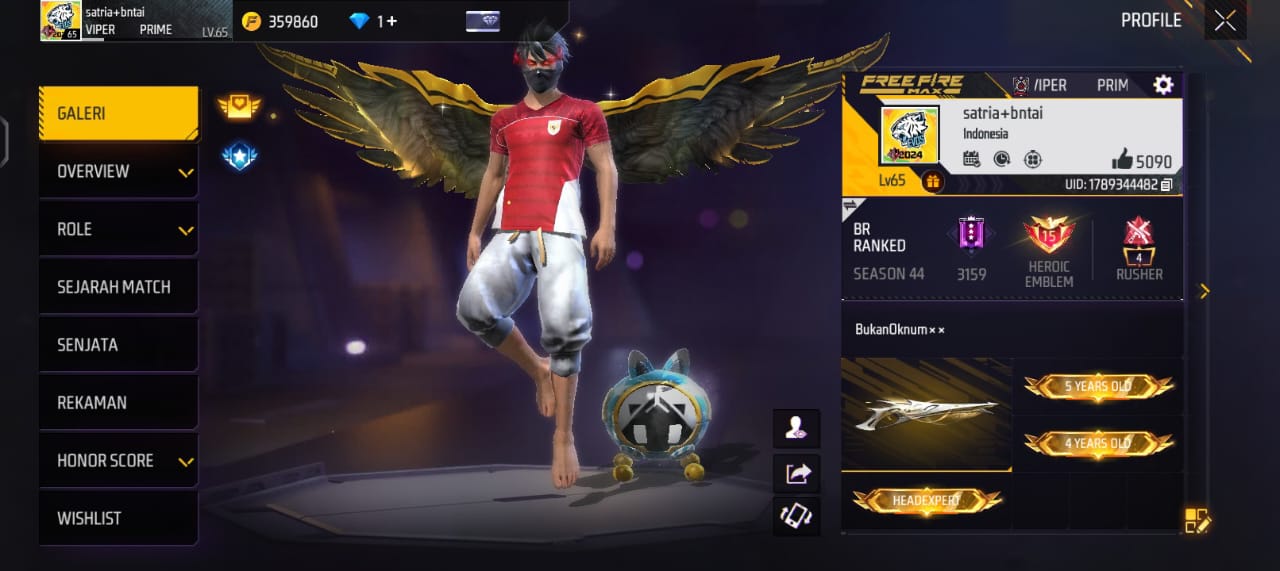 satria+bntai
VIPER PRIME LV.65
359860
1+
PROFILE
GALERI
OVERVIEW
ROLE
SEJARAH MATCH
SENJATA
REKAMAN
HONOR SCORE
WISHLIST
FREE FIRE
MAX
VIPER PRIM
satria+bntai
Indonesia
2024
5090
Lv65
UID: 1789344482
BR
RANKED
SEASON 44
3159
15
HEROIC
EMBLEM
4
RUSHER
BukanOknum××
5 YEARS OLD
4 YEARS OLD
HEADEXPERT